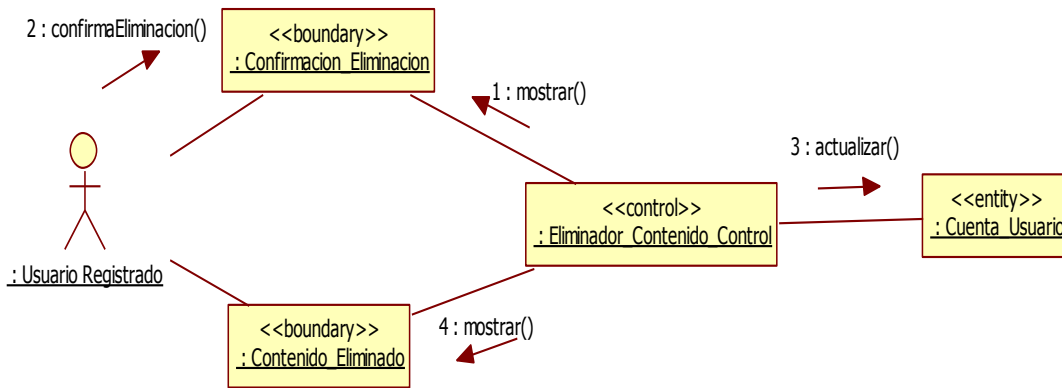 2 : confirmaEliminacion()
<<boundary>>
: Confirmacion_Eliminacion
1 : mostrar()
3 : actualizar()
<<control>>
: Eliminador_Contenido_Control
<<entity>>
: Cuenta_Usuario
: Usuario Registrado
<<boundary>>
: Contenido_Eliminado
4 : mostrar()